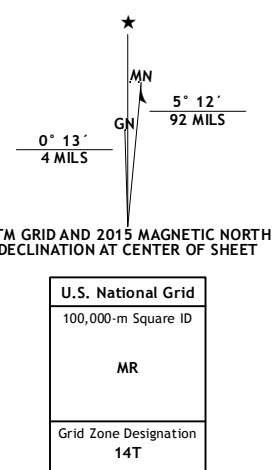 ★
MN
GN
5° 12´
92 MILS
0° 13´
4 MILS
TM GRID AND 2015 MAGNETIC NORTH
DECLINATION AT CENTER OF SHEET
U.S. National Grid
100,000-m Square ID
MR
Grid Zone Designation
14T